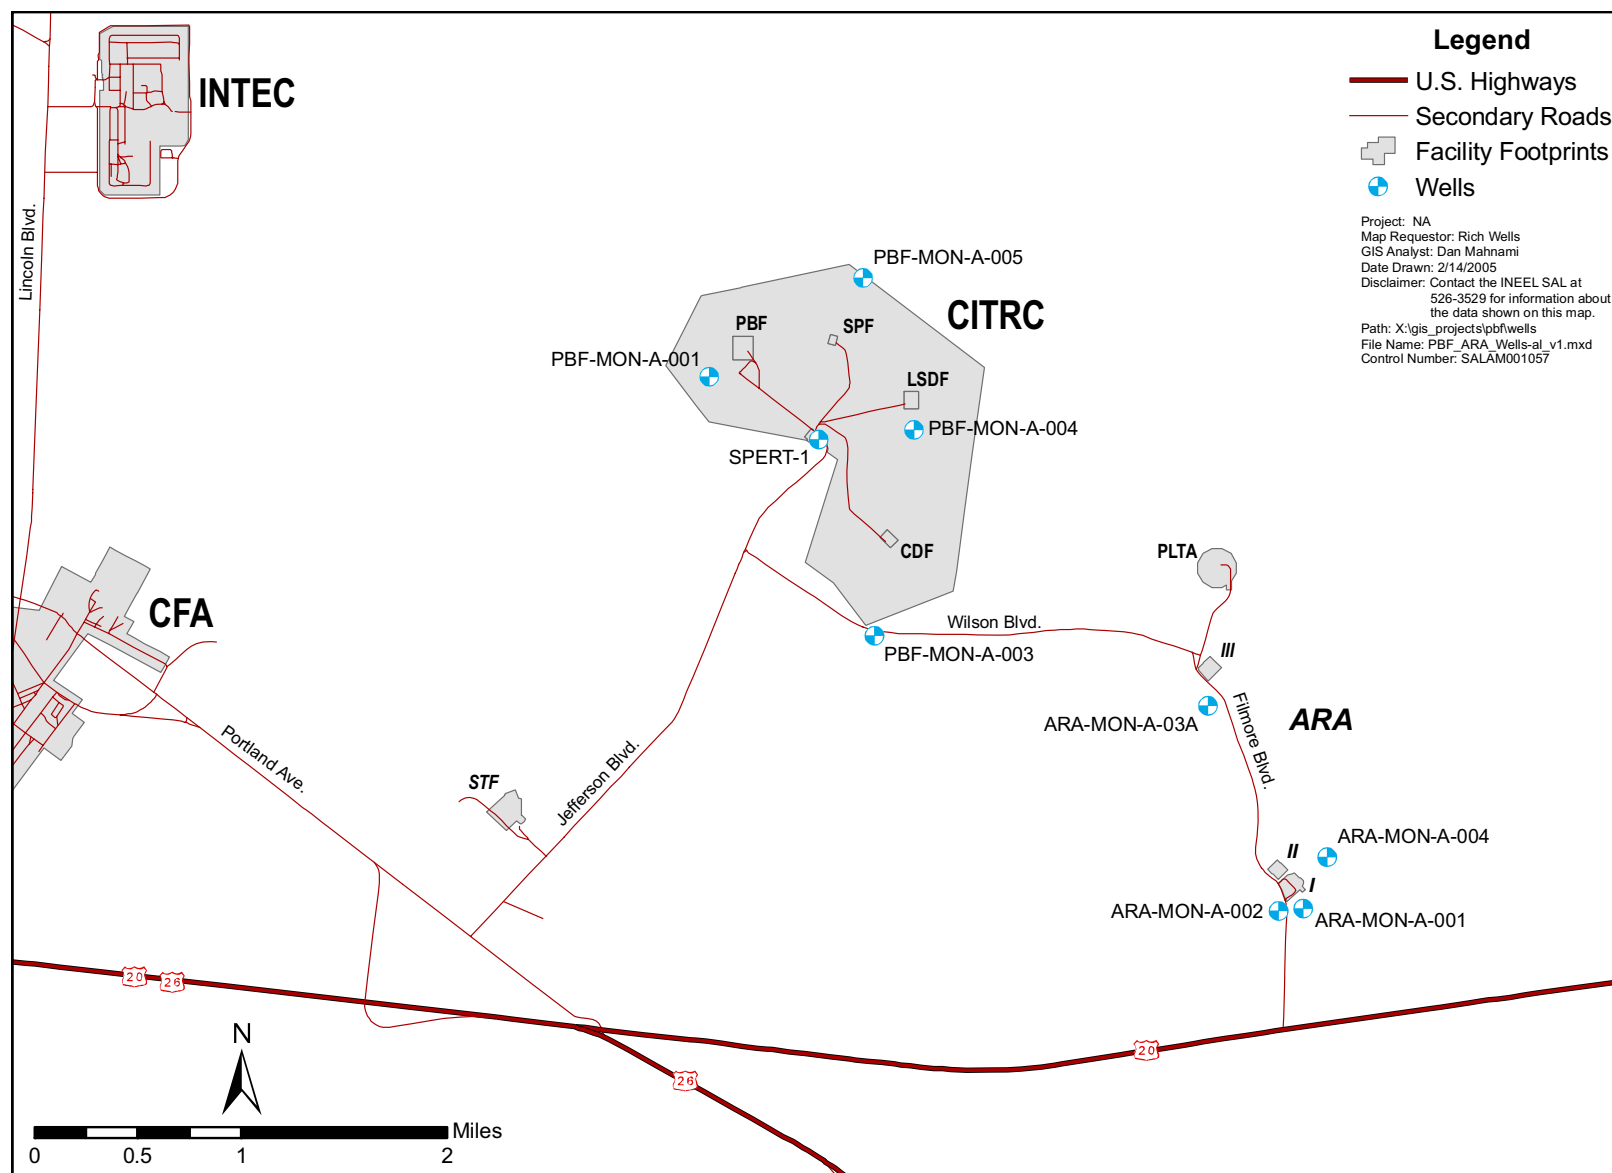 Legend
U.S. Highways
Secondary Roads
Facility Footprints
Wells
Project: NA
Map Requestor: Rich Wells
GIS Analyst: Dan Mahnami
Date Drawn: 2/14/2005
Disclaimer: Contact the INEEL SAL at
526-3529 for information about
the data shown on this map.
Path: X:\gis_projects\pbf\wells
File Name: PBF_ARA_Wells-al_v1.mxd
Control Number: SALAM001057
INTEC
Lincoln Blvd.
PBF-MON-A-005
CITRC
PBF
SPF
PBF-MON-A-001
LSDF
PBF-MON-A-004
SPERT-1
CDF
PLTA
CFA
Wilson Blvd.
PBF-MON-A-003
III
Filmore Blvd.
ARA-MON-A-03A
ARA
Portland Ave.
STF
Jefferson Blvd.
ARA-MON-A-004
II
I
ARA-MON-A-002
ARA-MON-A-001
20
26
20
26
N
Miles
0 0.5 1 2